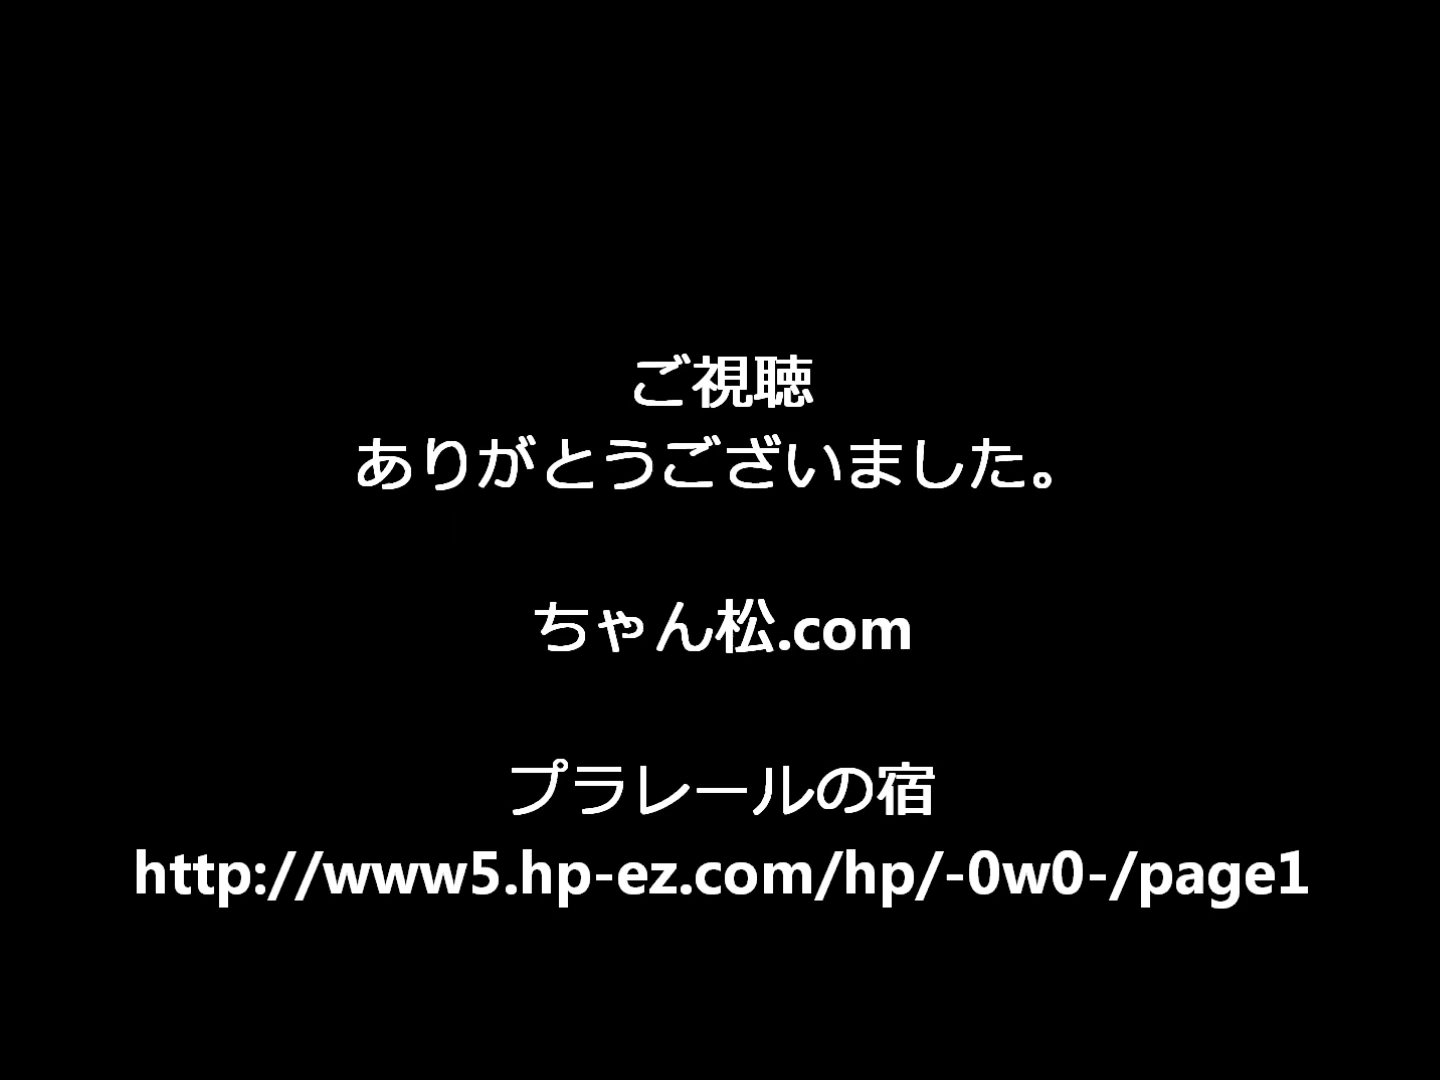 ご視聴
ありがとうございました。
ちゃん松.com
プラレールの宿
http://www5.hp-ez.com/hp/-0w0-/page1